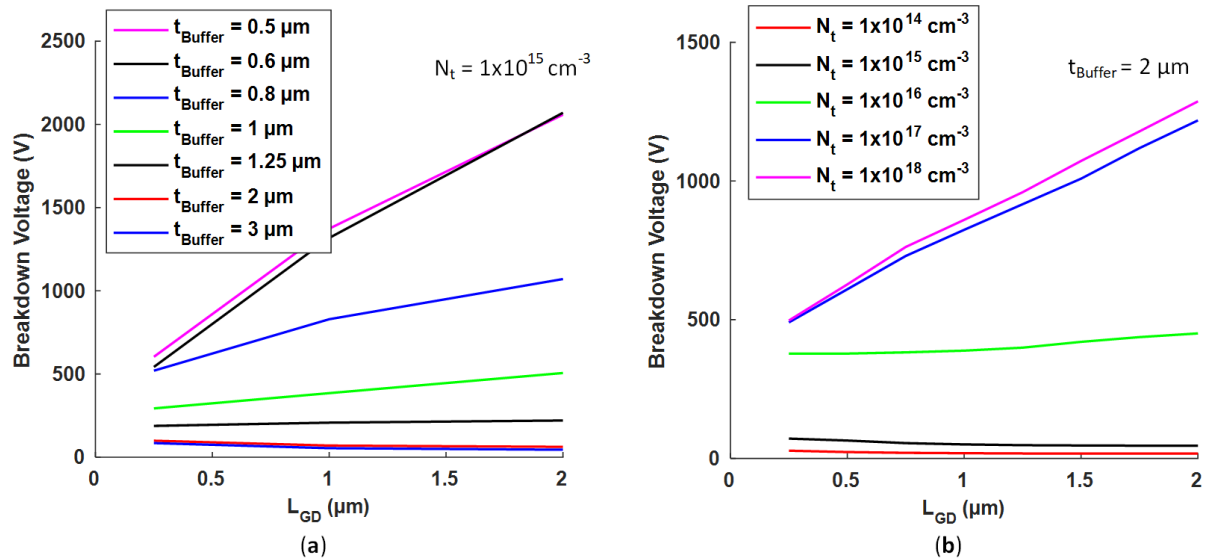 t_Buffer = 0.5 µm
t_Buffer = 0.6 µm
t_Buffer = 0.8 µm
t_Buffer = 1 µm
t_Buffer = 1.25 µm
t_Buffer = 2 µm
t_Buffer = 3 µm
N_t = 1x10^15 cm^-3
2500
2000
1500
1000
500
0
0
0.5
1
1.5
2
Breakdown Voltage (V)
L_GD (µm)
(a)
N_t = 1x10^14 cm^-3
N_t = 1x10^15 cm^-3
N_t = 1x10^16 cm^-3
N_t = 1x10^17 cm^-3
N_t = 1x10^18 cm^-3
t_Buffer = 2 µm
1500
1000
500
0
0
0.5
1
1.5
2
Breakdown Voltage (V)
L_GD (µm)
(b)